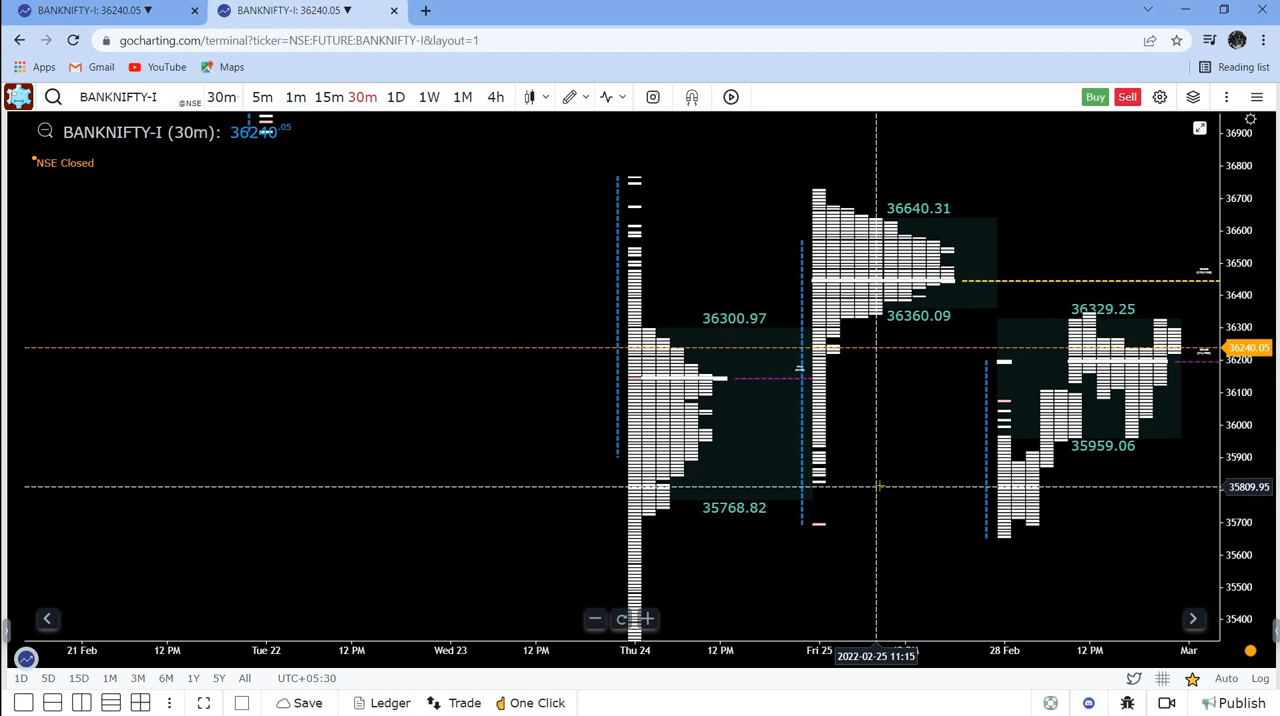 BANKNIFTY-I: 36240.05 ▼
BANKNIFTY-I: 36240.05 ▼
gocharting.com/terminal?ticker=NSE:FUTURE:BANKNIFTY-I&layout=1
Apps Gmail YouTube Maps Reading list
BANKNIFTY-I @NSE 30m 5m 1m 15m 30m 1D 1W 1M 4h Buy Sell
BANKNIFTY-I (30m): 36240.05
NSE Closed
36900
36800
36700
36640.31
36600
36500
36400
36360.09
36329.25
36300.97
36300
36240.05
36200
36100
36000
35959.06
35900
35809.95
35768.82
35700
35600
35500
35400
21 Feb 12 PM Tue 22 12 PM Wed 23 12 PM Thu 24 12 PM Fri 25 28 Feb 12 PM Mar
2022-02-25 11:15
1D 5D 15D 1M 3M 6M 1Y 5Y All UTC+05:30 Auto Log
Save Ledger Trade One Click Publish